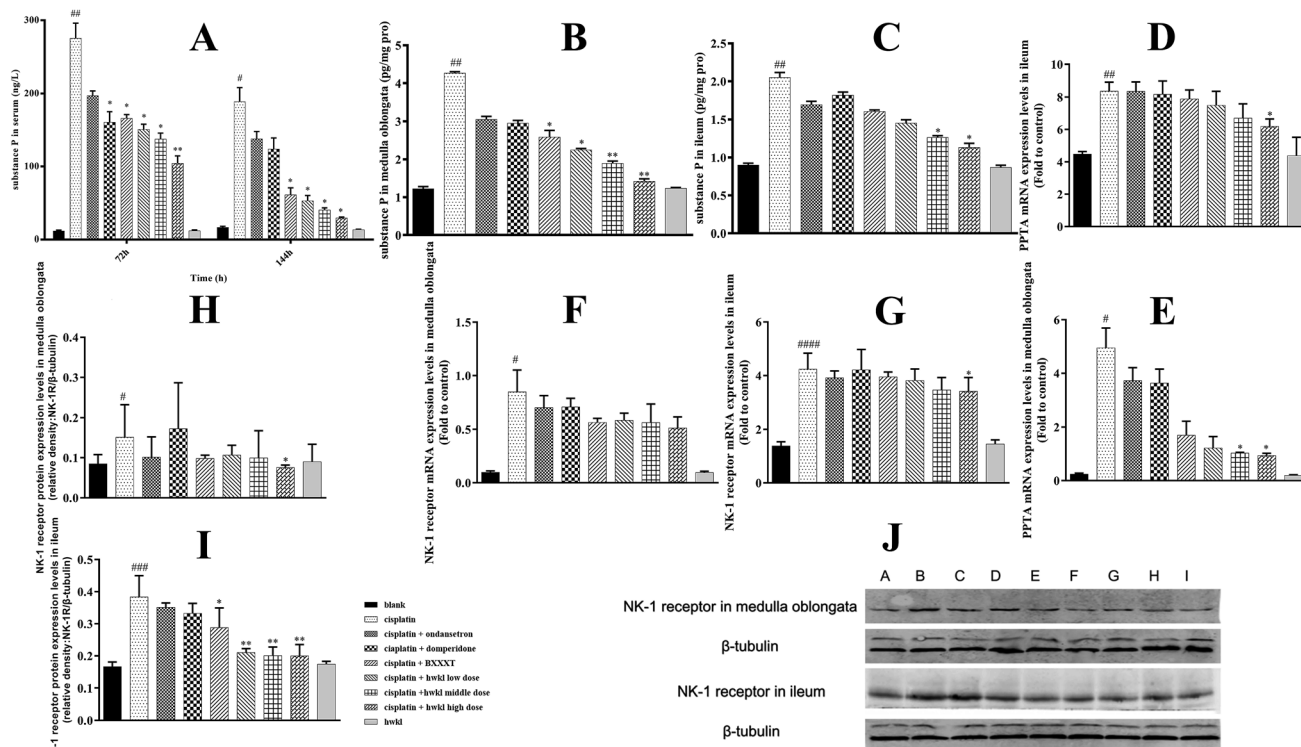 A
substance P in serum (ng/L)
300
200
100
0
##
*
*
*
*
**
#
*
*
*
*
72h
144h
Time (h)
B
substance P in medulla oblongata (pg/mg pro)
5
4
3
2
1
0
##
*
*
**
**
C
substance P in ileum (pg/mg pro)
2.5
2.0
1.5
1.0
0.5
0.0
##
*
*
D
PPTA mRNA expression levels in ileum
(Fold to control)
10
8
6
4
2
0
##
*
H
NK-1 receptor protein expression levels in medulla oblongata
(relative density:NK-1R/β-tubulin)
0.4
0.3
0.2
0.1
0.0
#
*
F
NK-1 receptor mRNA expression levels in medulla oblongata
(Fold to control)
1.5
1.0
0.5
0.0
#
G
NK-1 receptor mRNA expression levels in ileum
(Fold to control)
6
4
2
0
####
*
E
PPTA mRNA expression levels in medulla oblongata
(Fold to control)
6
4
2
0
#
*
*
I
-1 receptor protein expression levels in ileum
(relative density:NK-1R/β-tubulin)
0.5
0.4
0.3
0.2
0.1
0.0
###
*
**
**
**
blank
cisplatin
cisplatin + ondansetron
ciaplatin + domperidone
cisplatin + BXXXT
cisplatin + hwkl low dose
cisplatin +hwkl middle dose
cisplatin + hwkl high dose
hwkl
J
A B C D E F G H I
NK-1 receptor in medulla oblongata
β-tubulin
NK-1 receptor in ileum
β-tubulin